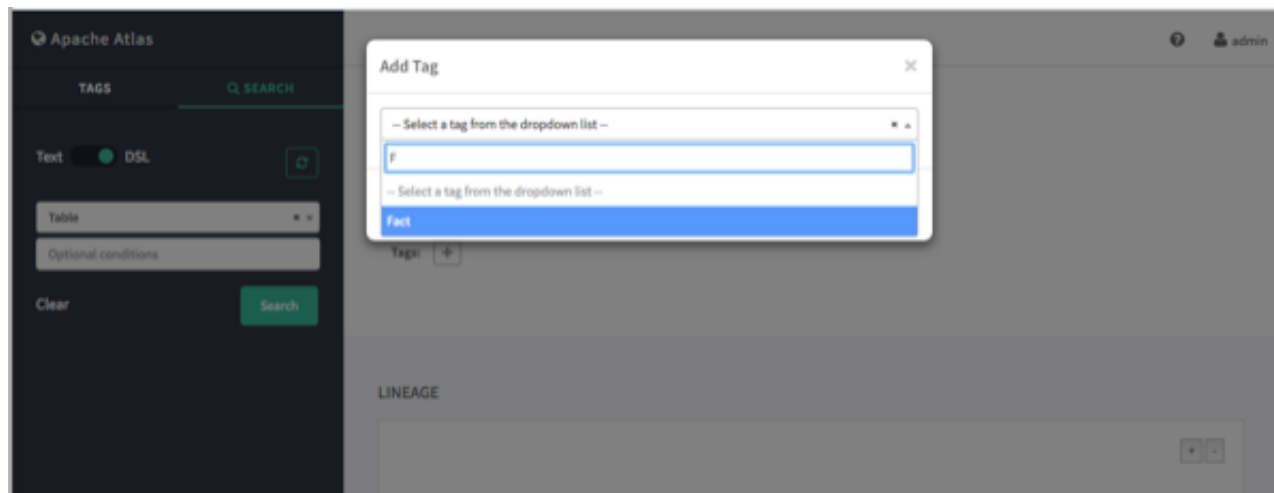 Apache Atlas
admin
TAGS
SEARCH
Text DSL
Table
Optional conditions
Clear
Search
Add Tag
-- Select a tag from the dropdown list --
F
-- Select a tag from the dropdown list --
Fact
Tags:
LINEAGE